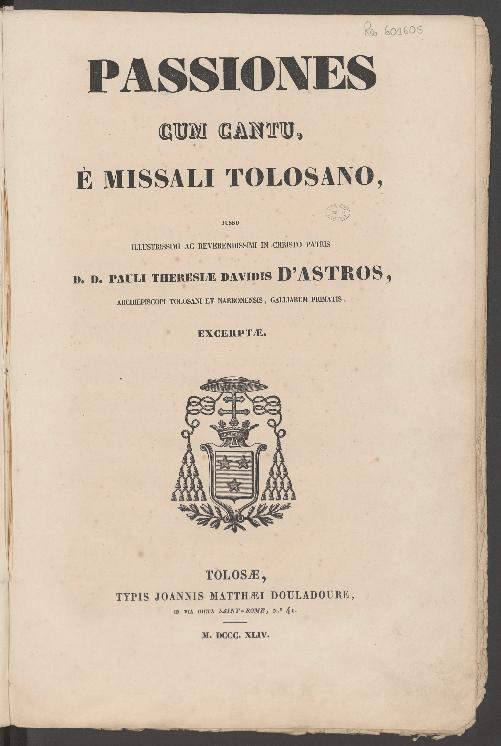 Res 601605
PASSIONES
CUM CANTU,
È MISSALI TOLOSANO,
JUSSU
ILLUSTRISSIMI AC REVERENDISSIMI IN CHRISTO PATRIS
D. D. PAULI THERESIÆ DAVIDIS D'ASTROS,
ARCHIEPISCOPI TOLOSANI ET NARBONENSIS, GALLIARUM PRIMATIS,
EXCERPTÆ.
TOLOSÆ,
TYPIS JOANNIS MATTHÆI DOULADOURE,
IN VIA DICTA SAINT-ROME, N.º 41.
M. DCCC. XLIV.